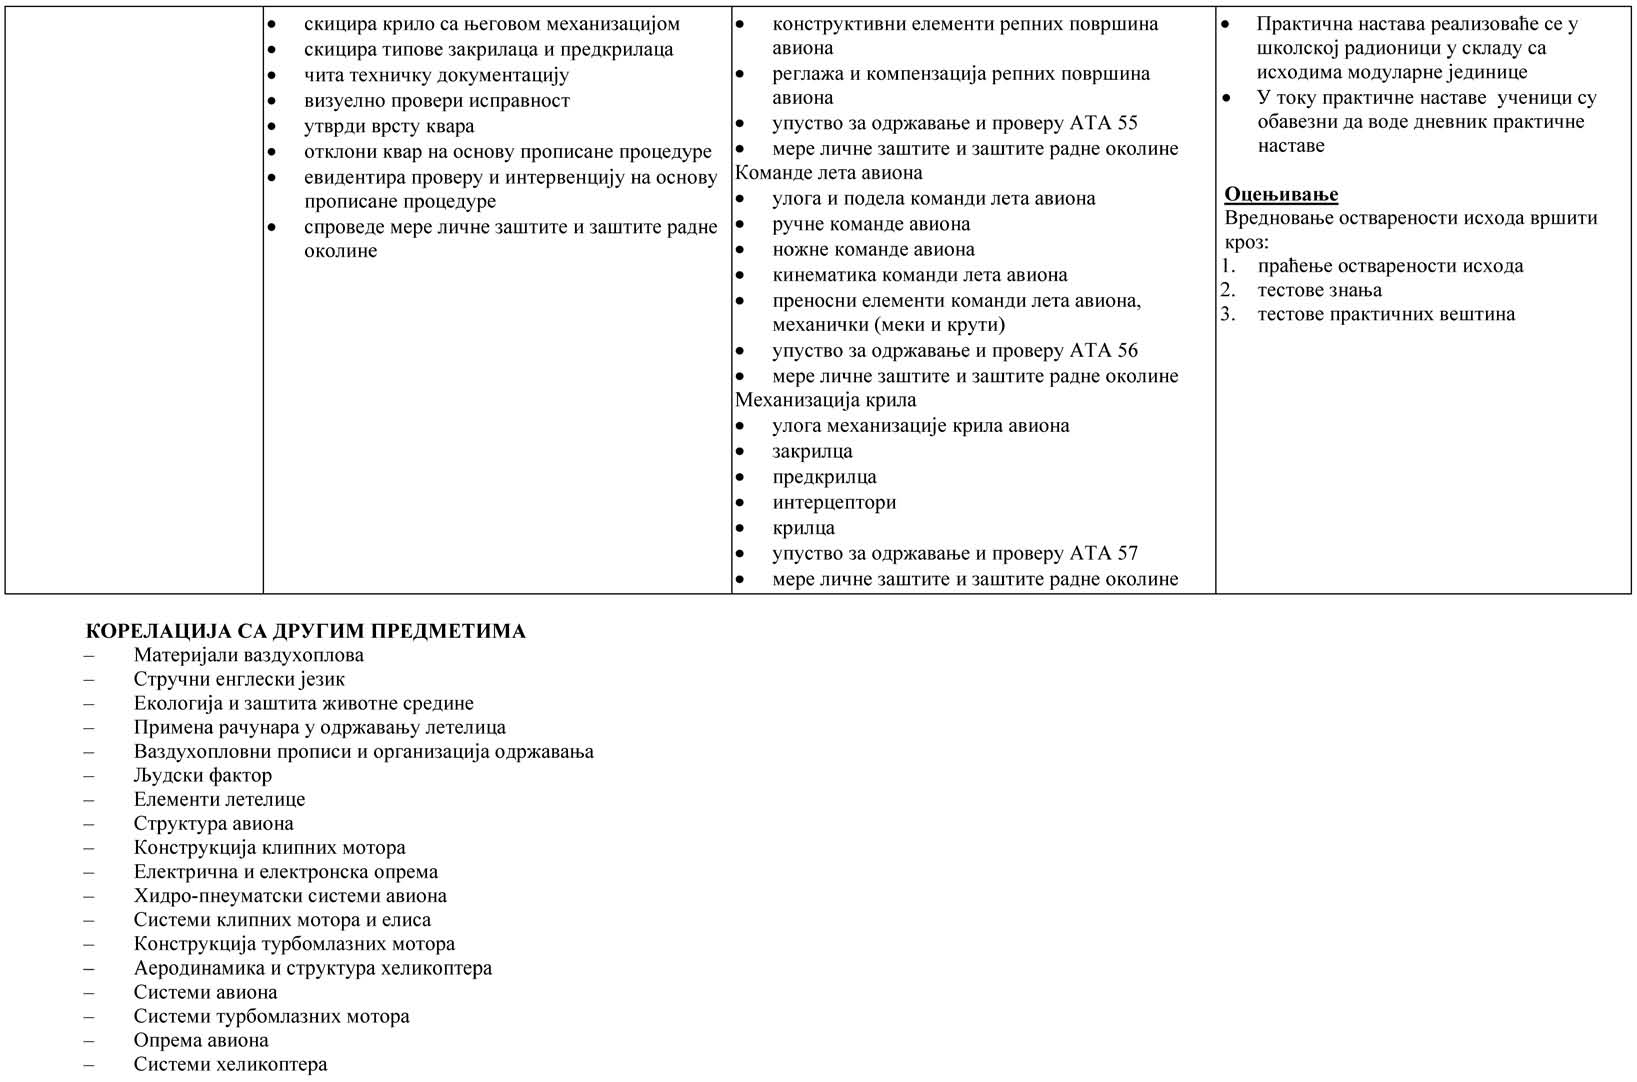 • скицира крило са његовом механизацијом
• скицира типове закрилаца и предкрилаца
• чита техничку документацију
• визуелно провери исправност
• утврди врсту квара
• отклони квар на основу прописане процедуре
• евидентира проверу и интервенцију на основу
прописане процедуре
• спроведе мере личне заштите и заштите радне
околине
• конструктивни елементи репних површина
авиона
• реглажа и компензација репних површина
авиона
• упуство за одржавање и проверу АТА 55
• мере личне заштите и заштите радне околине
Команде лета авиона
• улога и подела команди лета авиона
• ручне команде авиона
• ножне команде авиона
• кинематика команди лета авиона
• преносни елементи команди лета авиона,
механички (меки и крути)
• упуство за одржавање и проверу АТА 56
• мере личне заштите и заштите радне околине
Механизација крила
• улога механизације крила авиона
• закрилца
• предкрилца
• интерцептори
• крилца
• упуство за одржавање и проверу АТА 57
• мере личне заштите и заштите радне околине
• Практична настава реализоваће се у
школској радионици у складу са
исходима модуларне јединице
• У току практичне наставе ученици су
обавезни да воде дневник практичне
наставе
Оцењивање
Вредновање остварености исхода вршити
кроз:
1. праћење остварености исхода
2. тестове знања
3. тестове практичних вештина
КОРЕЛАЦИЈА СА ДРУГИМ ПРЕДМЕТИМА
– Материјали ваздухоплова
– Стручни енглески језик
– Екологија и заштита животне средине
– Примена рачунара у одржавању летелица
– Ваздухопловни прописи и организација одржавања
– Људски фактор
– Елементи летелице
– Структура авиона
– Конструкција клипних мотора
– Електрична и електронска опрема
– Хидро-пнеуматски системи авиона
– Системи клипних мотора и елиса
– Конструкција турбомлазних мотора
– Аеродинамика и структура хеликоптера
– Системи авиона
– Системи турбомлазних мотора
– Опрема авиона
– Системи хеликоптера